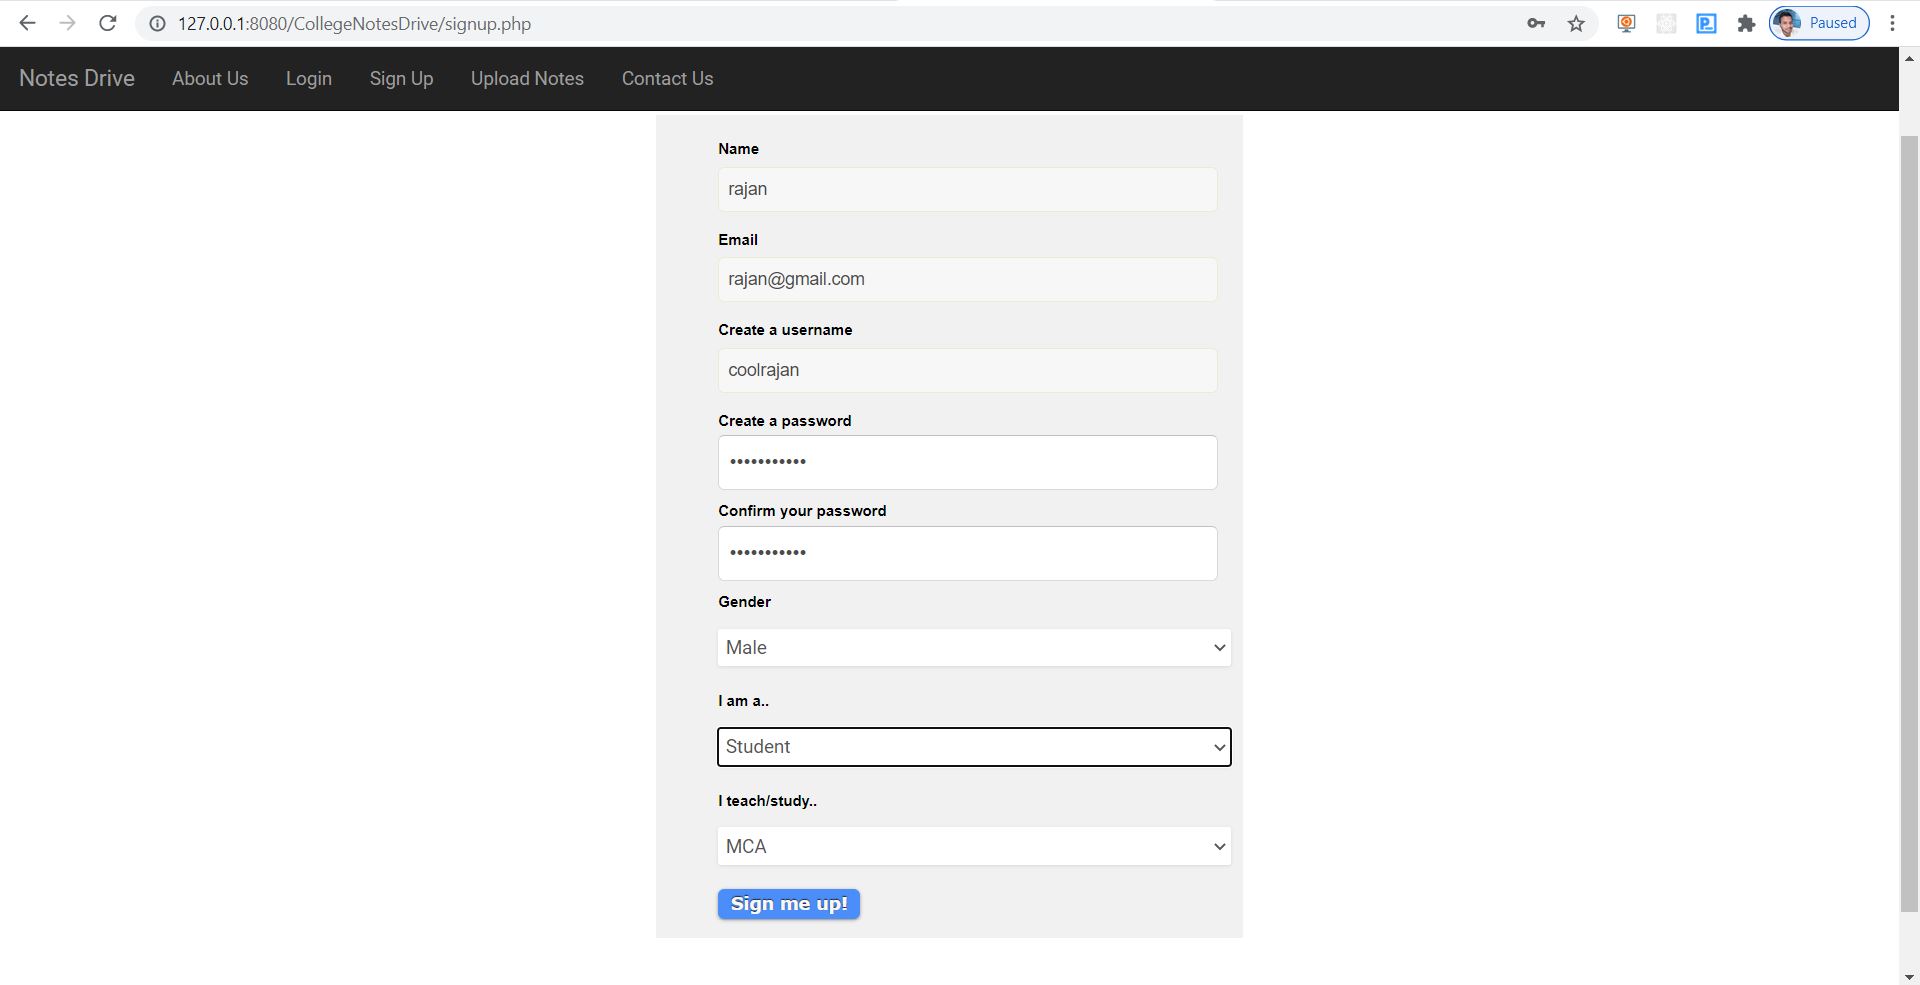 127.0.0.1:8080/CollegeNotesDrive/signup.php
Paused
Notes Drive About Us Login Sign Up Upload Notes Contact Us
Name
rajan
Email
rajan@gmail.com
Create a username
coolrajan
Create a password
•••••••••••
Confirm your password
•••••••••••
Gender
Male
I am a..
Student
I teach/study..
MCA
Sign me up!